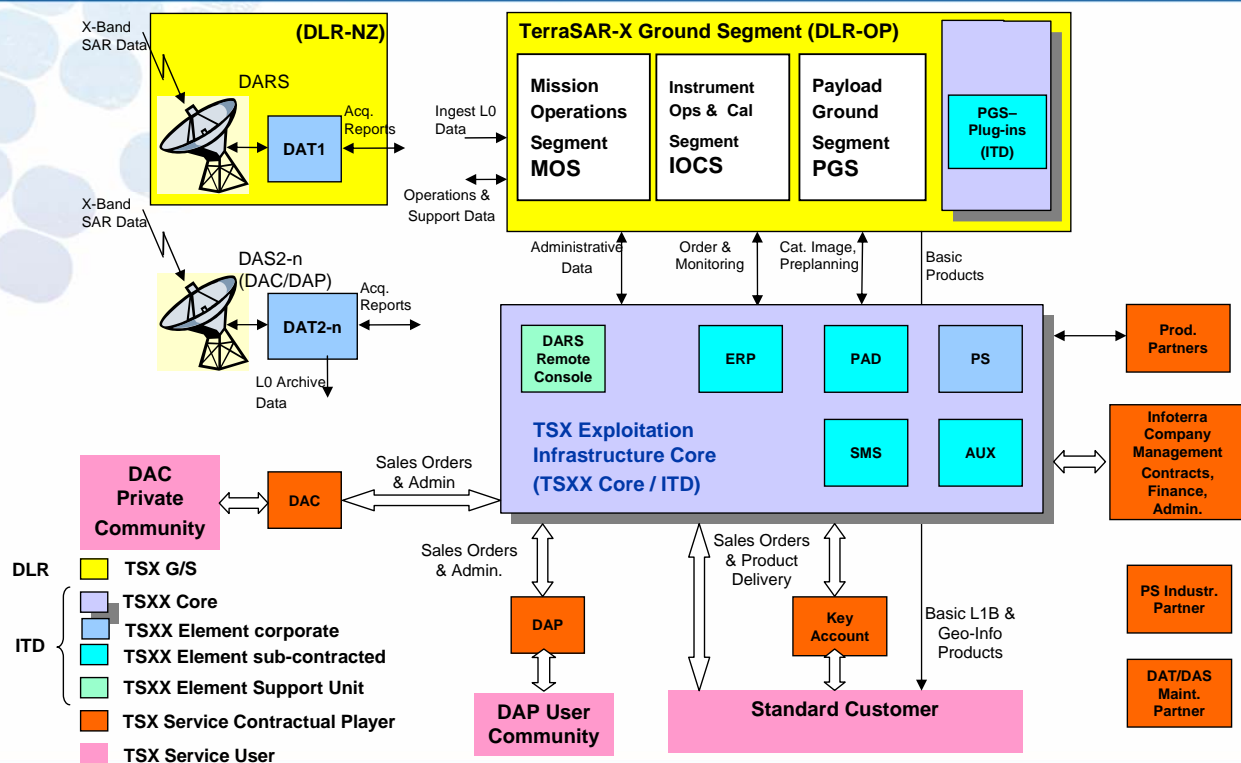 X-Band
SAR Data
(DLR-NZ)
DARS
DAT1
Acq.
Reports
TerraSAR-X Ground Segment (DLR-OP)
Mission
Operations
Segment
MOS
Instrument
Ops & Cal
Segment
IOCS
Payload
Ground
Segment
PGS
PGS–
Plug-ins
(ITD)
Ingest L0
Data
Operations &
Support Data
X-Band
SAR Data
DAS2-n
(DAC/DAP)
DAT2-n
Acq.
Reports
L0 Archive
Data
Administrative
Data
Order &
Monitoring
Cat. Image,
Preplanning
Basic
Products
DARS
Remote
Console
ERP
PAD
PS
SMS
AUX
TSX Exploitation
Infrastructure Core
(TSXX Core / ITD)
Prod.
Partners
Infoterra
Company
Management
Contracts,
Finance,
Admin.
PS Industr.
Partner
DAT/DAS
Maint.
Partner
DAC
Private
Community
DAC
Sales Orders
& Admin
Sales Orders
& Admin.
DAP
DAP User
Community
Sales Orders
& Product
Delivery
Key
Account
Basic L1B &
Geo-Info
Products
Standard Customer
DLR
TSX G/S
ITD
TSXX Core
TSXX Element corporate
TSXX Element sub-contracted
TSXX Element Support Unit
TSX Service Contractual Player
TSX Service User